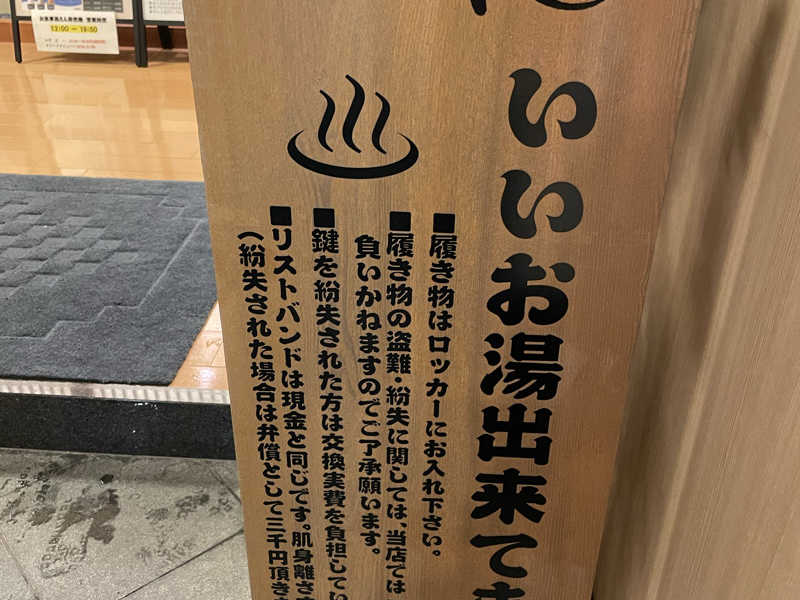 いいお湯出来てま
■履き物はロッカーにお入れ下さい。
■履き物の盗難・紛失に関しては、当店では
負いかねますのでご了承願います。
■鍵を紛失された方は交換実費を負担してい
■リストバンドは現金と同じです。肌身離さ
(紛失された場合は弁償として三千円頂き